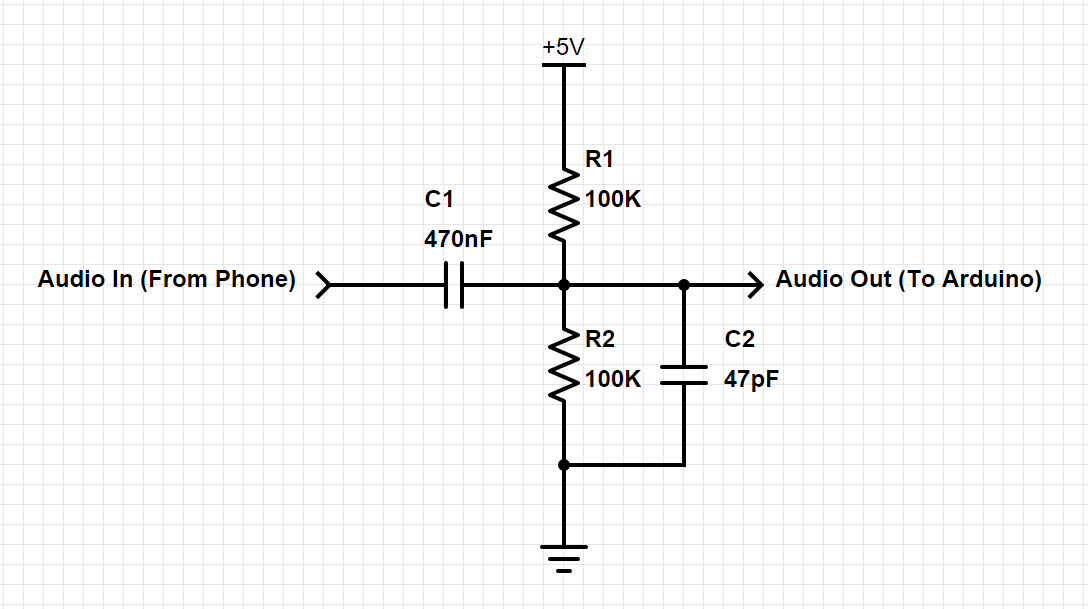 +5V
R1
100K
C1
470nF
Audio In (From Phone)
Audio Out (To Arduino)
R2
100K
C2
47pF